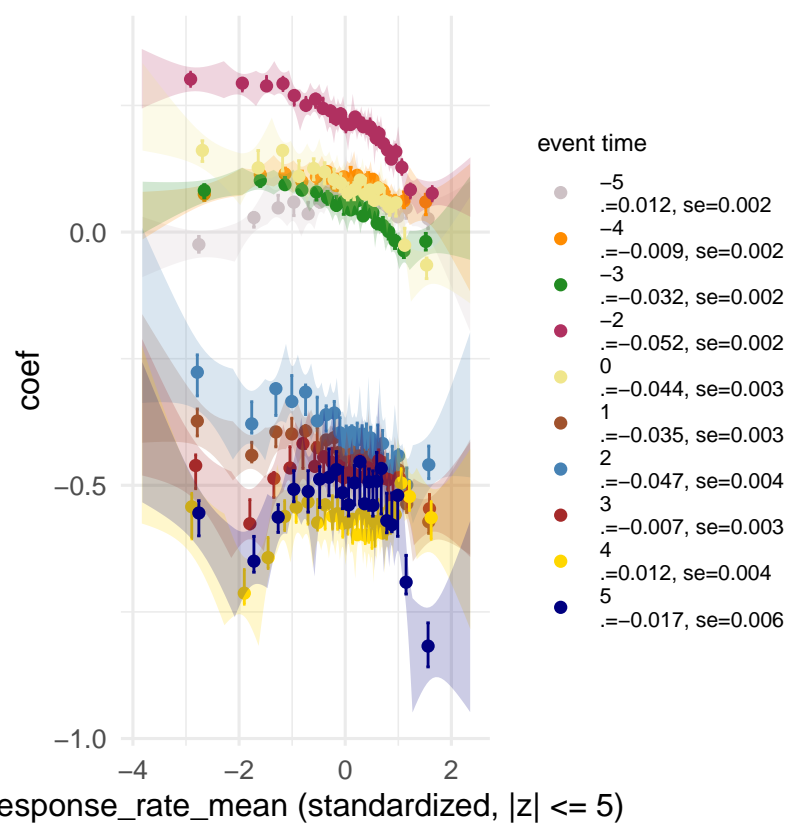 event time
−5
.=0.012, se=0.002
−4
.=−0.009, se=0.002
−3
.=−0.032, se=0.002
−2
.=−0.052, se=0.002
0
.=−0.044, se=0.003
1
.=−0.035, se=0.003
2
.=−0.047, se=0.004
3
.=−0.007, se=0.003
4
.=0.012, se=0.004
5
.=−0.017, se=0.006
coef
0.0
−0.5
−1.0
−4 −2 0 2
esponse_rate_mean (standardized, |z| <= 5)